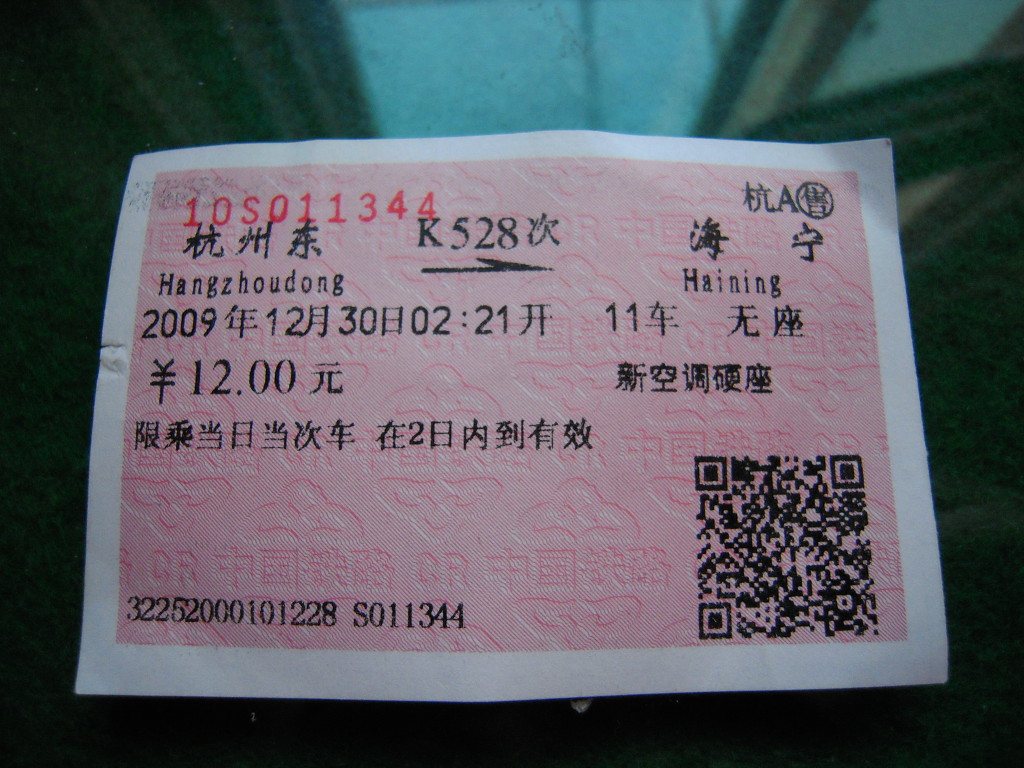 10S011344 杭A售
杭州东 K528次 海宁
Hangzhoudong Haining
2009年12月30日02:21开 11车 无座
¥12.00元 新空调硬座
限乘当日当次车 在2日内到有效
32252000101228 S011344